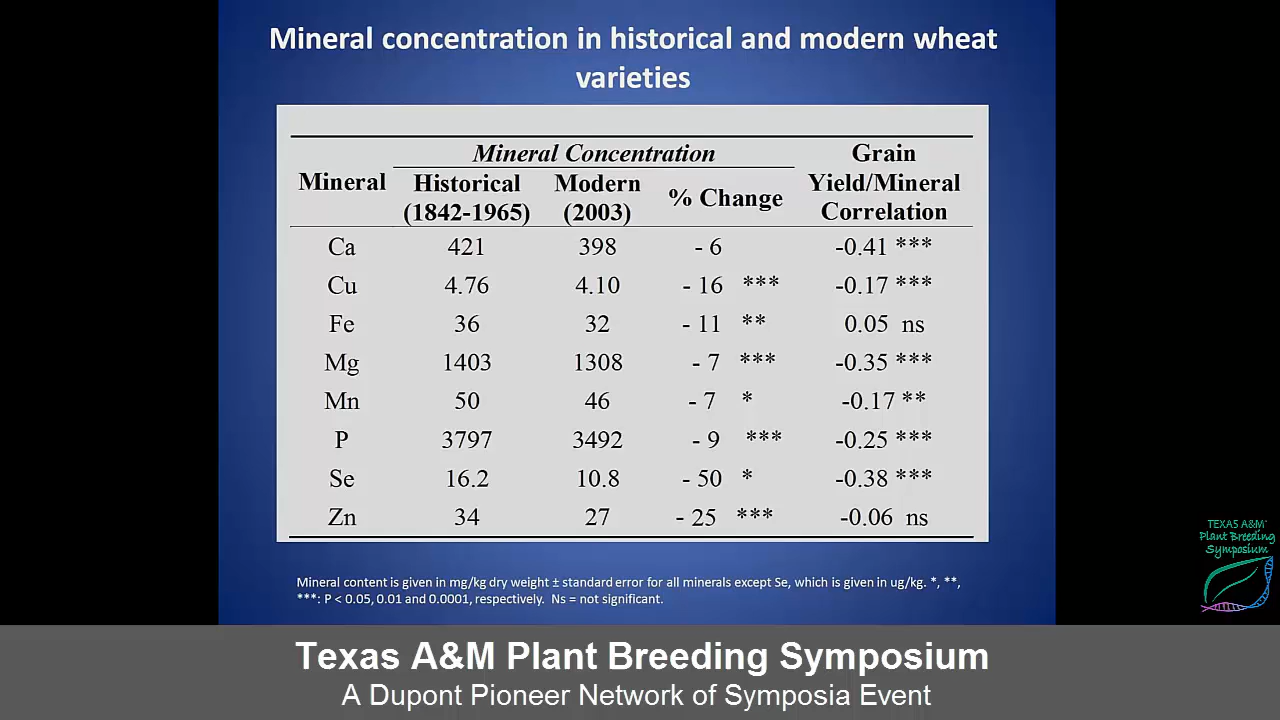 Mineral concentration in historical and modern wheat
varieties
Mineral Concentration
Grain
Yield/Mineral
Correlation
Mineral
Historical
(1842-1965)
Modern
(2003)
% Change
Ca 421 398 - 6 -0.41 ***
Cu 4.76 4.10 - 16 *** -0.17 ***
Fe 36 32 - 11 ** 0.05 ns
Mg 1403 1308 - 7 *** -0.35 ***
Mn 50 46 - 7 * -0.17 **
P 3797 3492 - 9 *** -0.25 ***
Se 16.2 10.8 - 50 * -0.38 ***
Zn 34 27 - 25 *** -0.06 ns
Mineral content is given in mg/kg dry weight ± standard error for all minerals except Se, which is given in ug/kg. *, **,
***: P < 0.05, 0.01 and 0.0001, respectively. Ns = not significant.
TEXAS A&M
Plant Breeding
Symposium
Texas A&M Plant Breeding Symposium
A Dupont Pioneer Network of Symposia Event